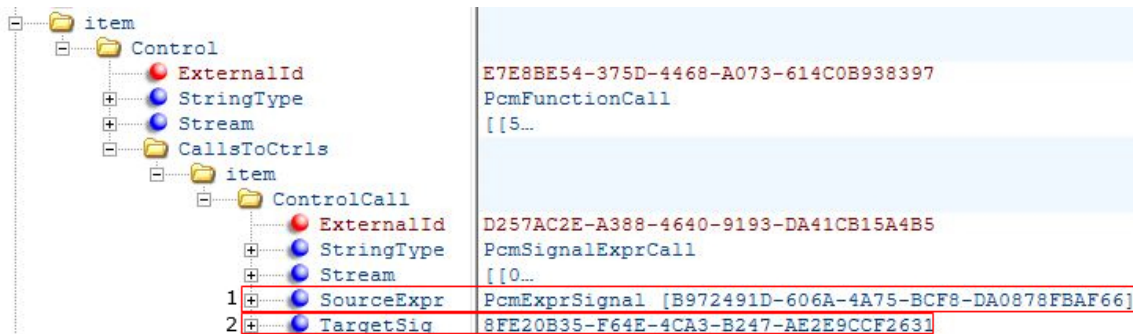 item
Control
ExternalId E7E8BE54-375D-4468-A073-614C0B938397
StringType PcmFunctionCall
Stream [[5…
CallsToCtrls
item
ControlCall
ExternalId D257AC2E-A388-4640-9193-DA41CB15A4B5
StringType PcmSignalExprCall
Stream [[0…
1 SourceExpr PcmExprSignal [B972491D-606A-4A75-BCF8-DA0878FBAF66]
2 TargetSig 8FE20B35-F64E-4CA3-B247-AE2E9CCF2631